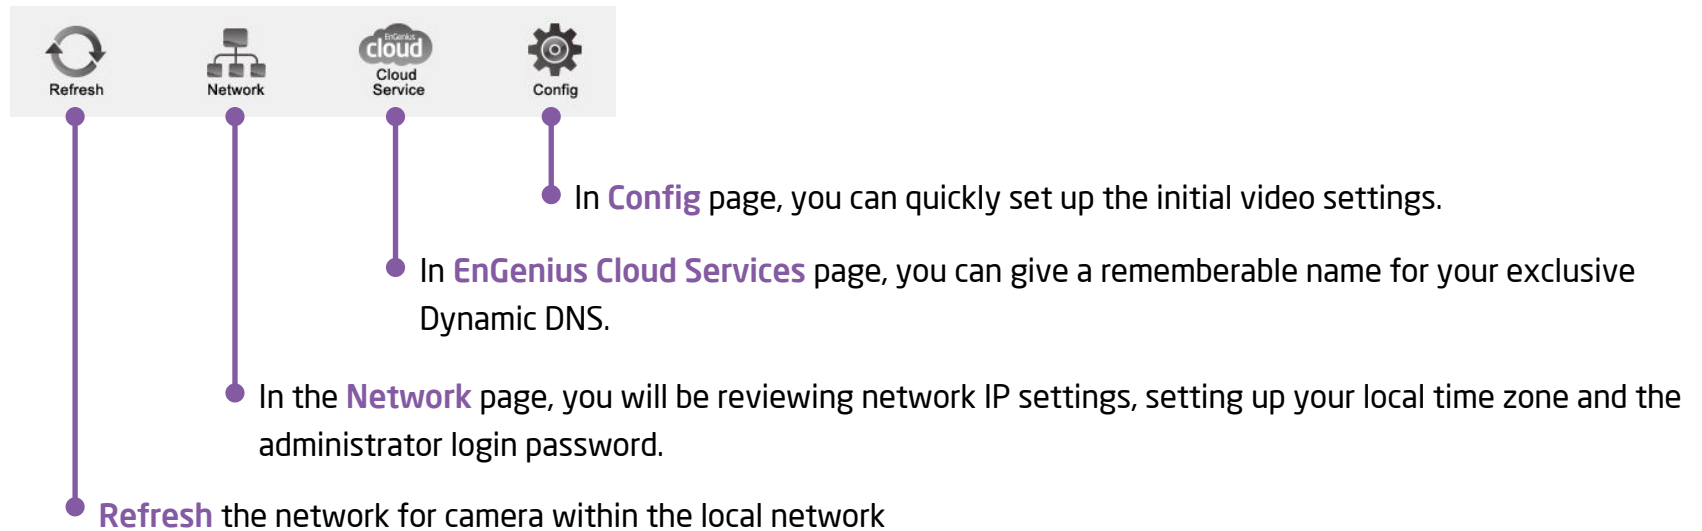 EnGenius
cloud
Refresh
Network
Cloud
Service
Config
In Config page, you can quickly set up the initial video settings.
In EnGenius Cloud Services page, you can give a rememberable name for your exclusive
Dynamic DNS.
In the Network page, you will be reviewing network IP settings, setting up your local time zone and the
administrator login password.
Refresh the network for camera within the local network